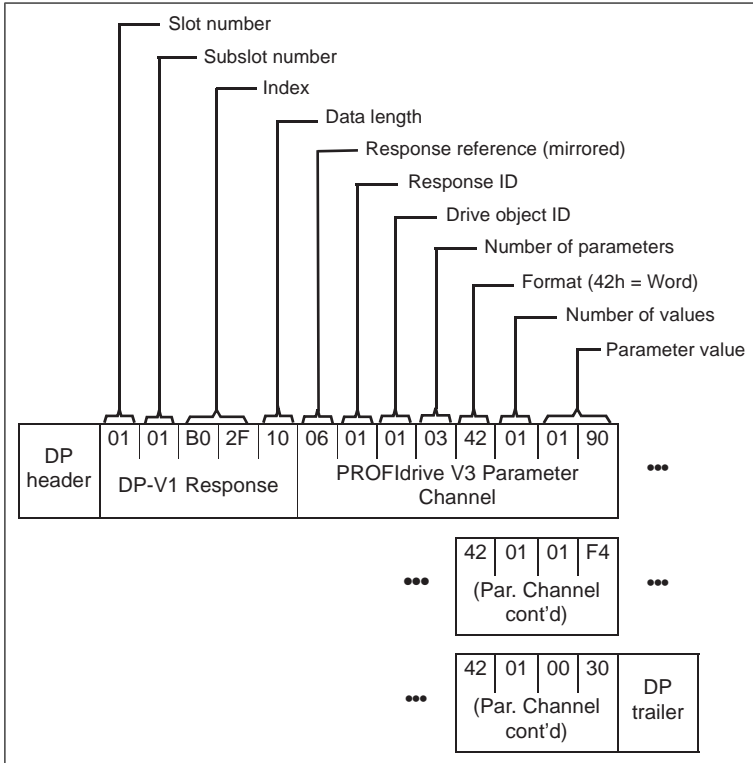 Slot number
Subslot number
Index
Data length
Response reference (mirrored)
Response ID
Drive object ID
Number of parameters
Format (42h = Word)
Number of values
Parameter value
DP
header
01 01 B0 2F 10 06 01 01 03 42 01 01 90
DP-V1 Response
PROFIdrive V3 Parameter
Channel
•••
•••
42 01 01 F4
(Par. Channel
cont'd)
•••
•••
42 01 00 30
(Par. Channel
cont'd)
DP
trailer